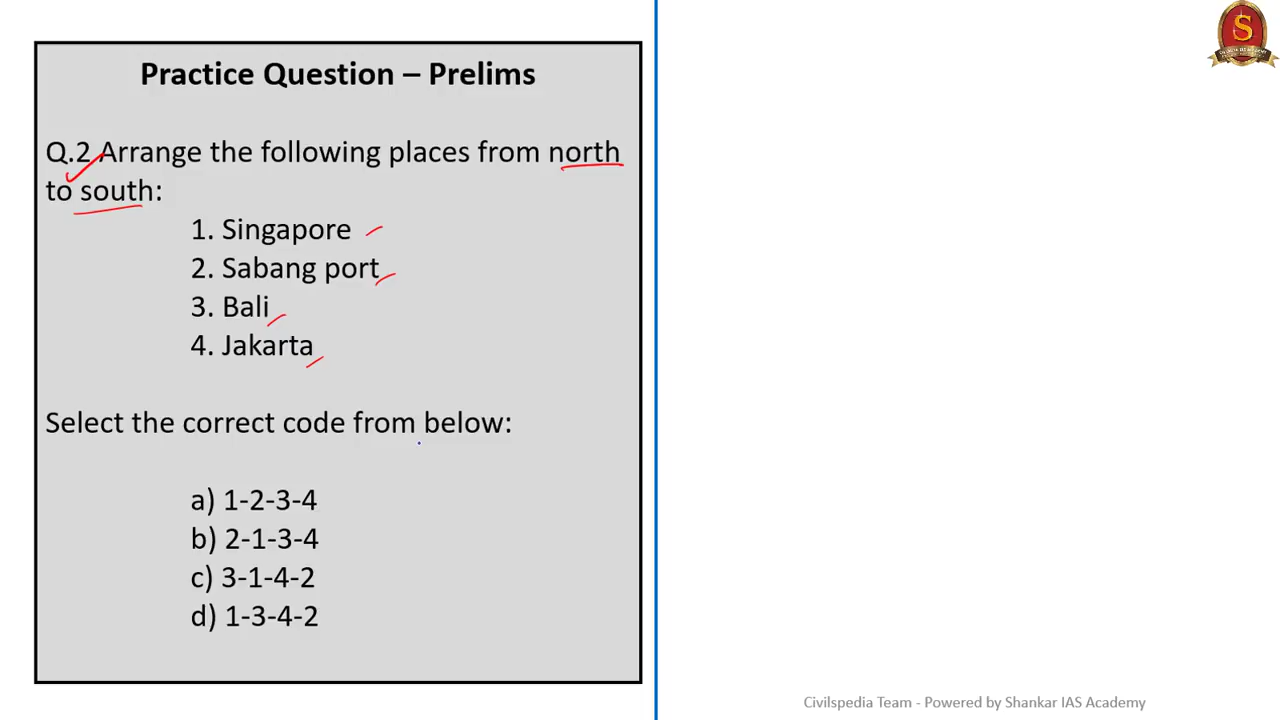 Practice Question – Prelims
Q.2 Arrange the following places from north
to south:
1. Singapore
2. Sabang port
3. Bali
4. Jakarta
Select the correct code from below:
a) 1-2-3-4
b) 2-1-3-4
c) 3-1-4-2
d) 1-3-4-2
S
Civilspedia Team - Powered by Shankar IAS Academy